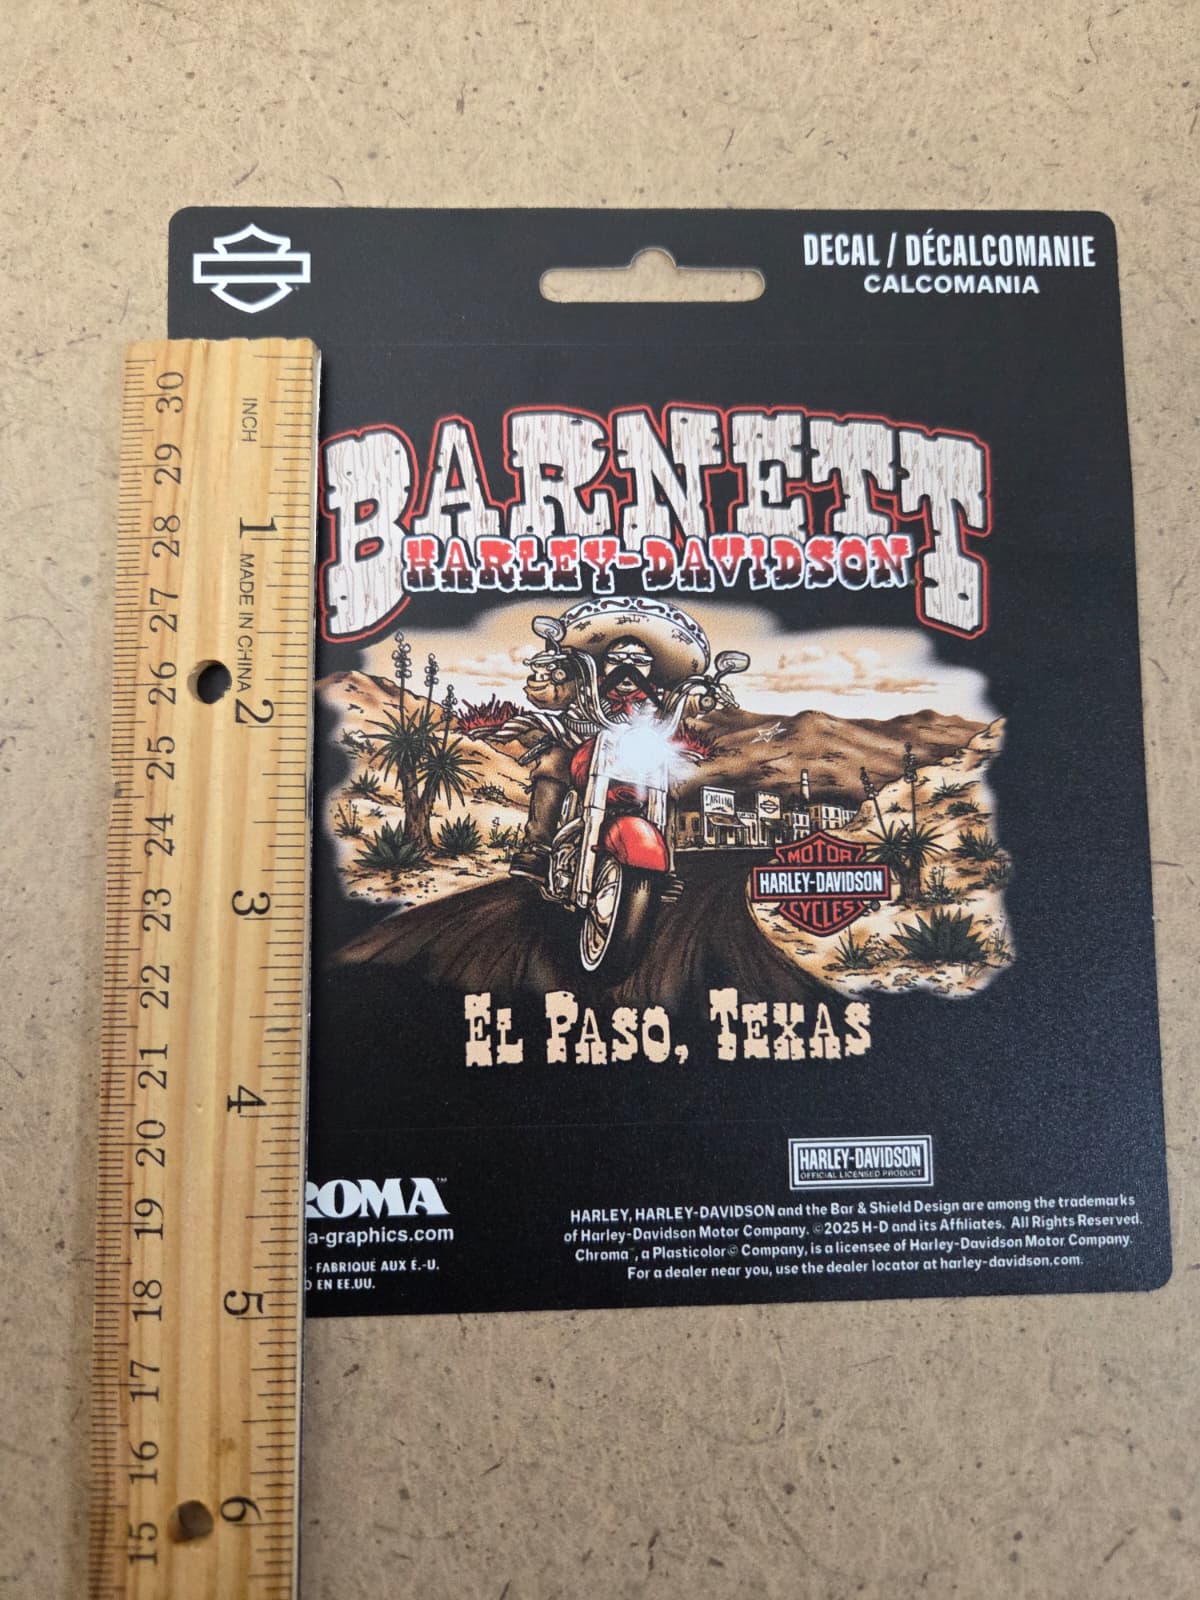 DECAL / DÉCALCOMANIE
CALCOMANIA
INCH
MADE IN CHINA
1
2
3
4
5
6
30
29
28
27
26
25
24
23
22
21
20
19
18
17
16
15
BARNETT
HARLEY-DAVIDSON
CANTINA
MOTOR
HARLEY-DAVIDSON
CYCLES
EL PASO, TEXAS
ROMA™
a-graphics.com
· FABRIQUÉ AUX É.-U.
O EN EE.UU.
HARLEY-DAVIDSON
OFFICIAL LICENSED PRODUCT
HARLEY, HARLEY-DAVIDSON and the Bar & Shield Design are among the trademarks
of Harley-Davidson Motor Company. ©2025 H-D and its Affiliates. All Rights Reserved.
Chroma™, a Plasticolor® Company, is a licensee of Harley-Davidson Motor Company.
For a dealer near you, use the dealer locator at harley-davidson.com.